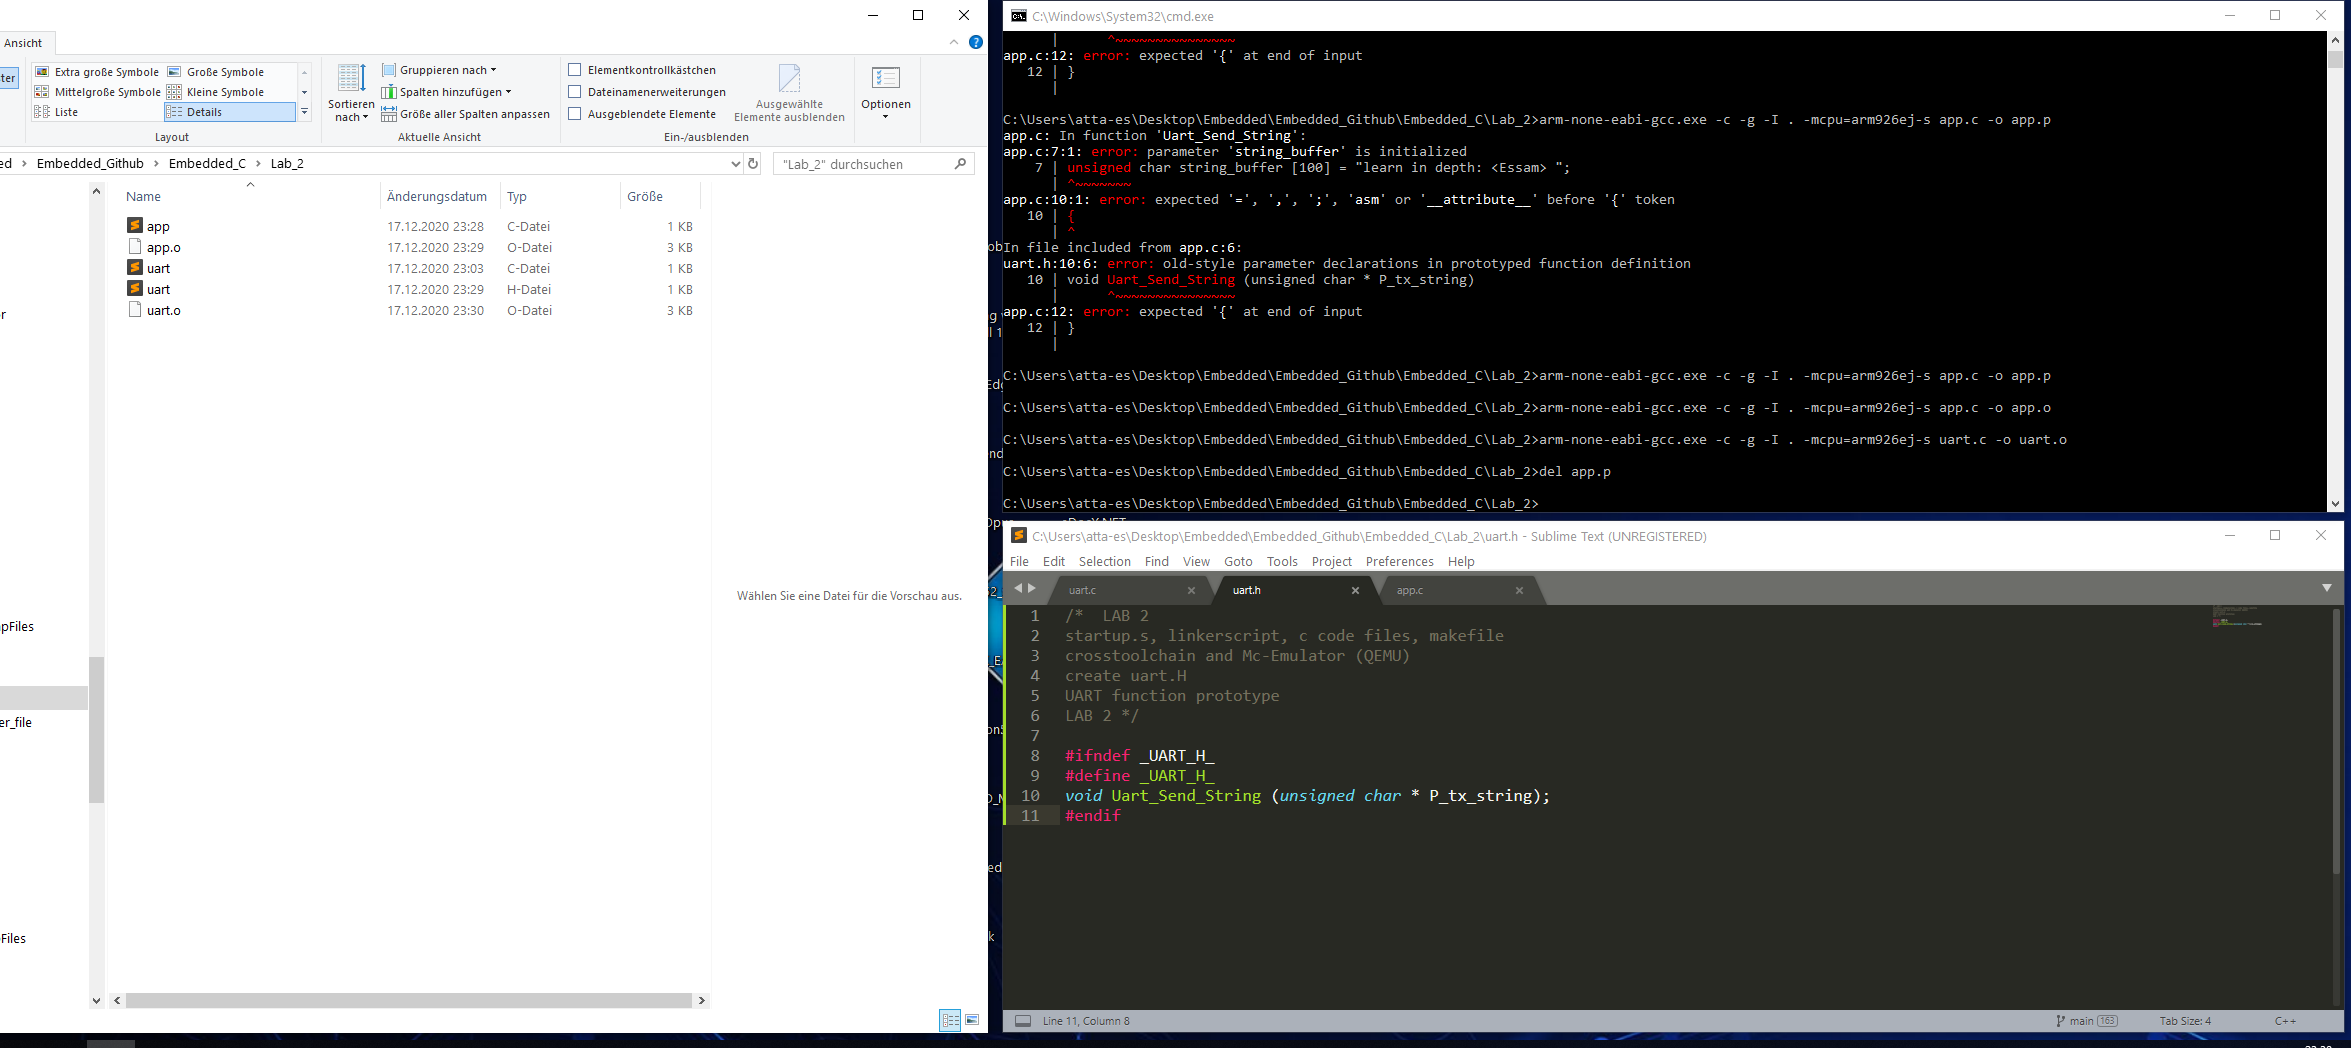 Ansicht
ter
Extra große Symbole
Große Symbole
Mittelgroße Symbole
Kleine Symbole
Liste
Details
Layout
Sortieren
nach
Gruppieren nach
Spalten hinzufügen
Größe aller Spalten anpassen
Aktuelle Ansicht
Elementkontrollkästchen
Dateinamenerweiterungen
Ausgeblendete Elemente
Ausgewählte
Elemente ausblenden
Ein-/ausblenden
Optionen
ed > Embedded_Github > Embedded_C > Lab_2
"Lab_2" durchsuchen
Name Änderungsdatum Typ Größe
app 17.12.2020 23:28 C-Datei 1 KB
app.o 17.12.2020 23:29 O-Datei 3 KB
uart 17.12.2020 23:03 C-Datei 1 KB
uart 17.12.2020 23:29 H-Datei 1 KB
uart.o 17.12.2020 23:30 O-Datei 3 KB
r
pFiles
er_file
Files
Wählen Sie eine Datei für die Vorschau aus.
C:\Windows\System32\cmd.exe
| ^~~~~~~~~~~~~~~~
app.c:12: error: expected '{' at end of input
12 | }
|
C:\Users\atta-es\Desktop\Embedded\Embedded_Github\Embedded_C\Lab_2>arm-none-eabi-gcc.exe -c -g -I . -mcpu=arm926ej-s app.c -o app.p
app.c: In function 'Uart_Send_String':
app.c:7:1: error: parameter 'string_buffer' is initialized
7 | unsigned char string_buffer [100] = "learn in depth: <Essam> ";
| ^~~~~~~~
app.c:10:1: error: expected '=', ',', ';', 'asm' or '__attribute__' before '{' token
10 | {
| ^
In file included from app.c:6:
uart.h:10:6: error: old-style parameter declarations in prototyped function definition
10 | void Uart_Send_String (unsigned char * P_tx_string)
| ^~~~~~~~~~~~~~~~
app.c:12: error: expected '{' at end of input
12 | }
|
C:\Users\atta-es\Desktop\Embedded\Embedded_Github\Embedded_C\Lab_2>arm-none-eabi-gcc.exe -c -g -I . -mcpu=arm926ej-s app.c -o app.p
C:\Users\atta-es\Desktop\Embedded\Embedded_Github\Embedded_C\Lab_2>arm-none-eabi-gcc.exe -c -g -I . -mcpu=arm926ej-s app.c -o app.o
C:\Users\atta-es\Desktop\Embedded\Embedded_Github\Embedded_C\Lab_2>arm-none-eabi-gcc.exe -c -g -I . -mcpu=arm926ej-s uart.c -o uart.o
C:\Users\atta-es\Desktop\Embedded\Embedded_Github\Embedded_C\Lab_2>del app.p
C:\Users\atta-es\Desktop\Embedded\Embedded_Github\Embedded_C\Lab_2>
C:\Users\atta-es\Desktop\Embedded\Embedded_Github\Embedded_C\Lab_2\uart.h - Sublime Text (UNREGISTERED)
File Edit Selection Find View Goto Tools Project Preferences Help
uart.c uart.h app.c
1 /*  LAB 2
2 startup.s, linkerscript, c code files, makefile
3 crosstoolchain and Mc-Emulator (QEMU)
4 create uart.H
5 UART function prototype
6 LAB 2 */
7
8 #ifndef _UART_H_
9 #define _UART_H_
10 void Uart_Send_String (unsigned char * P_tx_string);
11 #endif
Line 11, Column 8
main 163
Tab Size: 4
C++